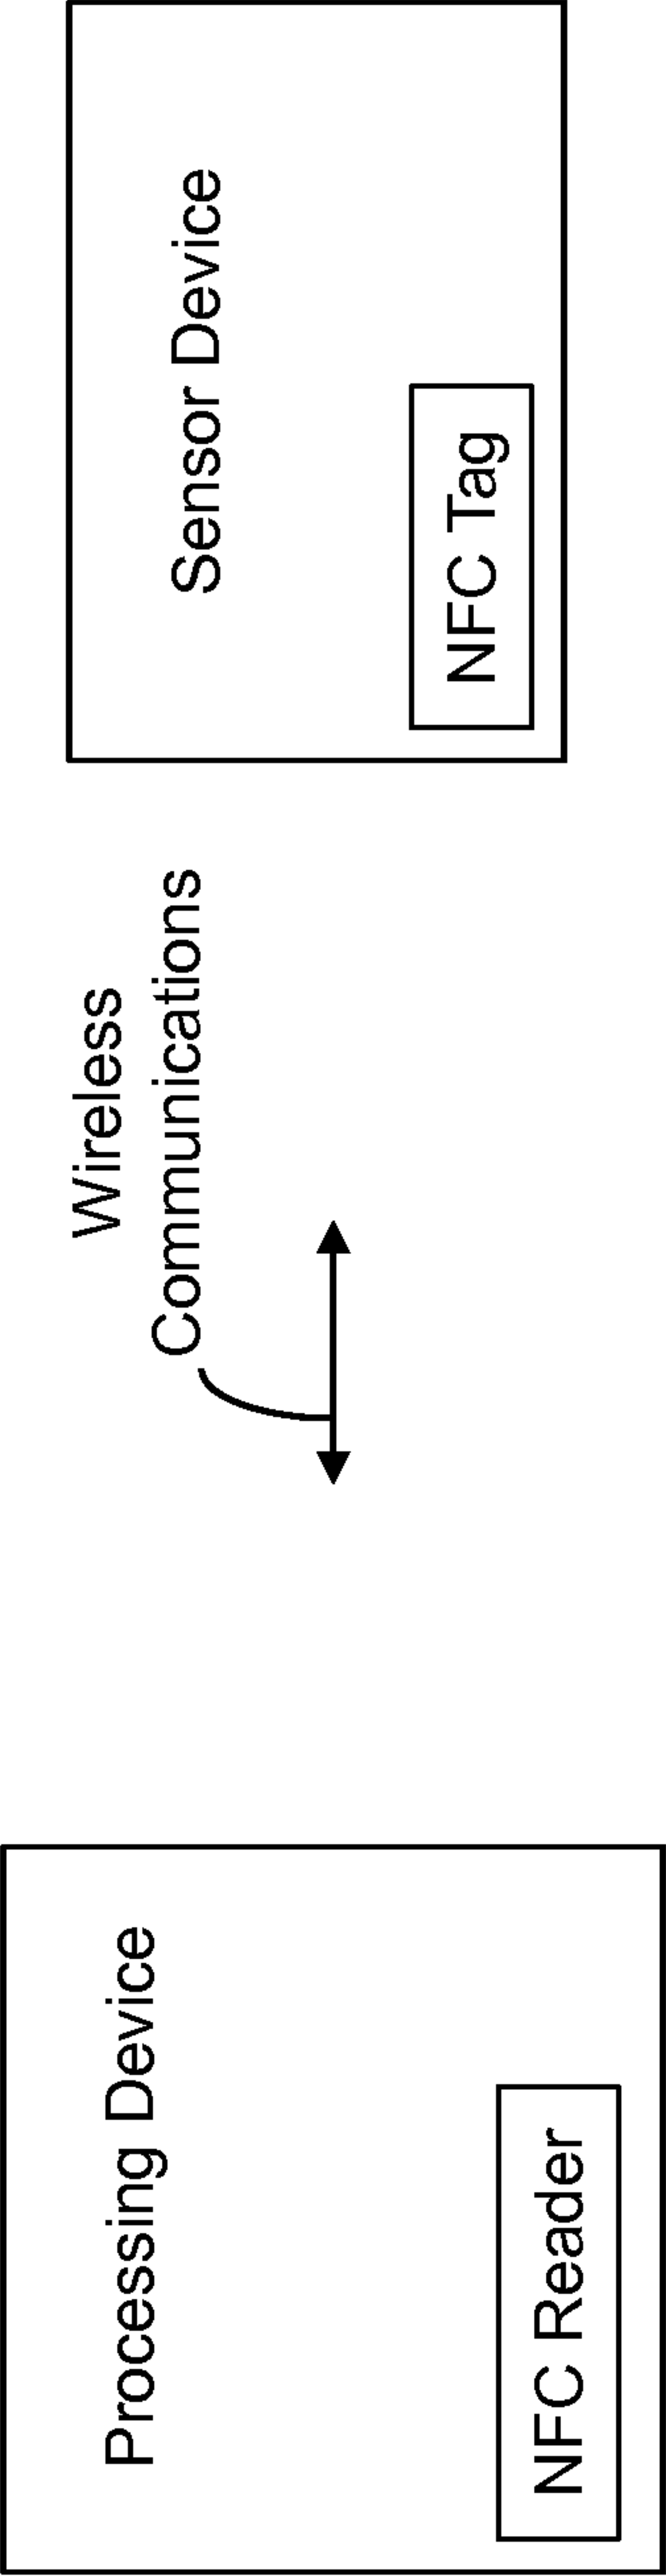 Processing Device
NFC Reader
Wireless
Communications
Sensor Device
NFC Tag